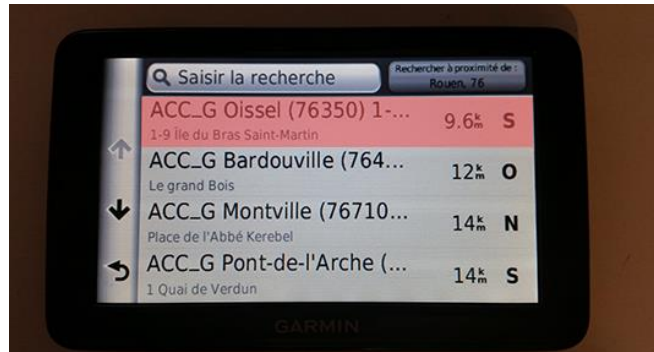 Saisir la recherche
Rechercher à proximité de :
Rouen, 76
ACC_G Oissel (76350) 1-...
1-9 Île du Bras Saint-Martin
9.6km S
ACC_G Bardouville (764...
Le grand Bois
12km O
ACC_G Montville (76710...
Place de l'Abbé Kerebel
14km N
ACC_G Pont-de-l'Arche (...
1 Quai de Verdun
14km S
GARMIN